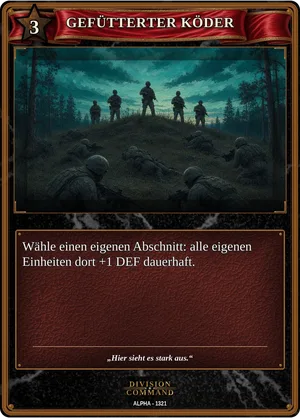 3
GEFÜTTERTER KÖDER
Wähle einen eigenen Abschnitt: alle eigenen
Einheiten dort +1 DEF dauerhaft.
„Hier sieht es stark aus.“
DIVISION
COMMAND
ALPHA - 1321